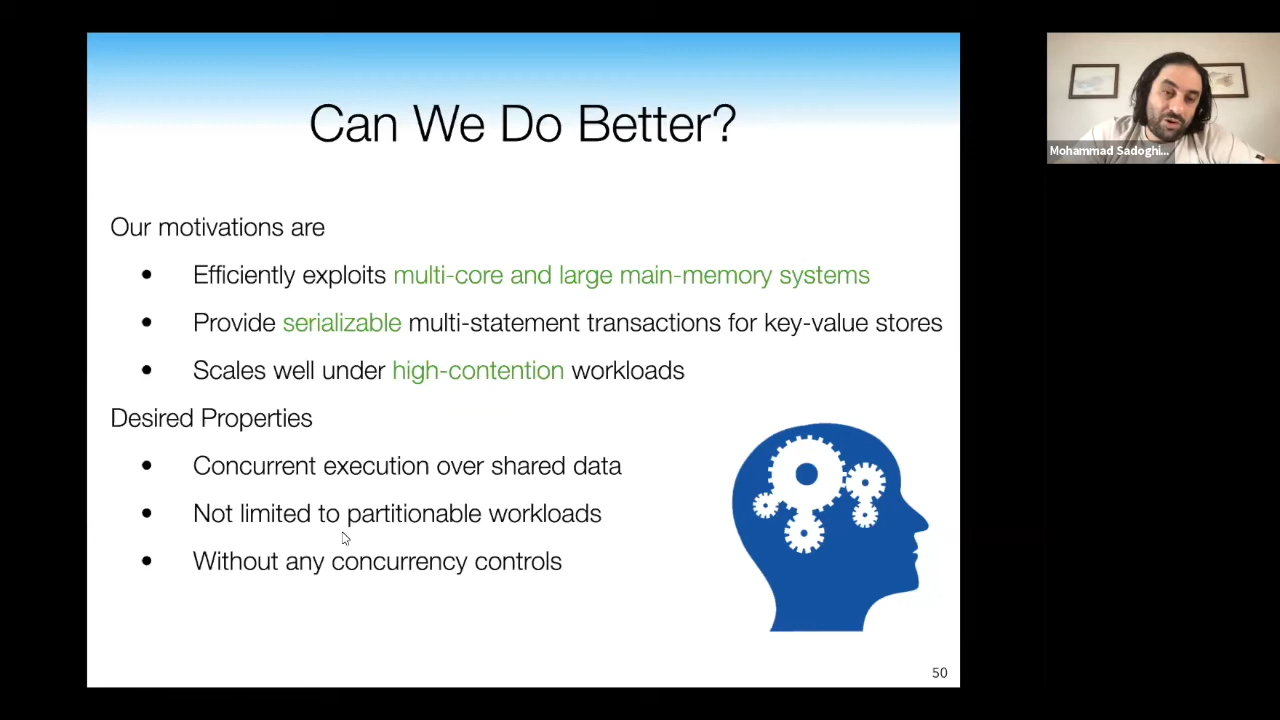 Can We Do Better?
Mohammad Sadoghi...
Our motivations are
• Efficiently exploits multi-core and large main-memory systems
• Provide serializable multi-statement transactions for key-value stores
• Scales well under high-contention workloads
Desired Properties
• Concurrent execution over shared data
• Not limited to partitionable workloads
• Without any concurrency controls
50